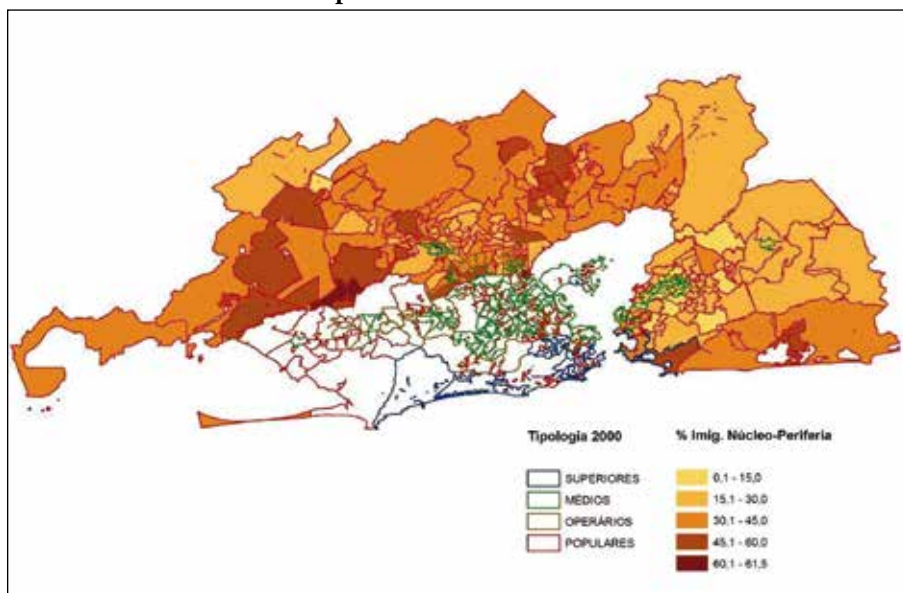 Tipologia 2000
SUPERIORES
MÉDIOS
OPERÁRIOS
POPULARES
% Imig. Núcleo-Periferia
0,1 - 15,0
15,1 - 30,0
30,1 - 45,0
45,1 - 60,0
60,1 - 61,5